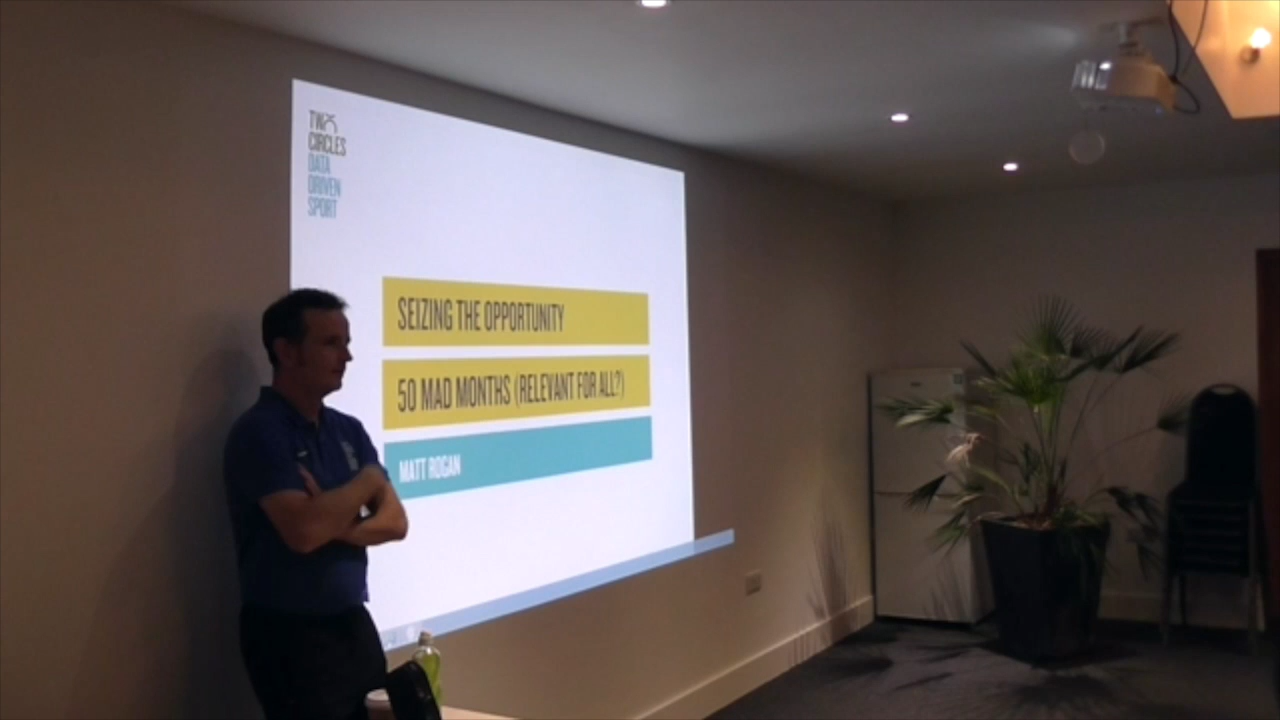 TWO
CIRCLES
DATA
DRIVEN
SPORT
SEIZING THE OPPORTUNITY
50 MAD MONTHS (RELEVANT FOR ALL?)
MATT ROGAN